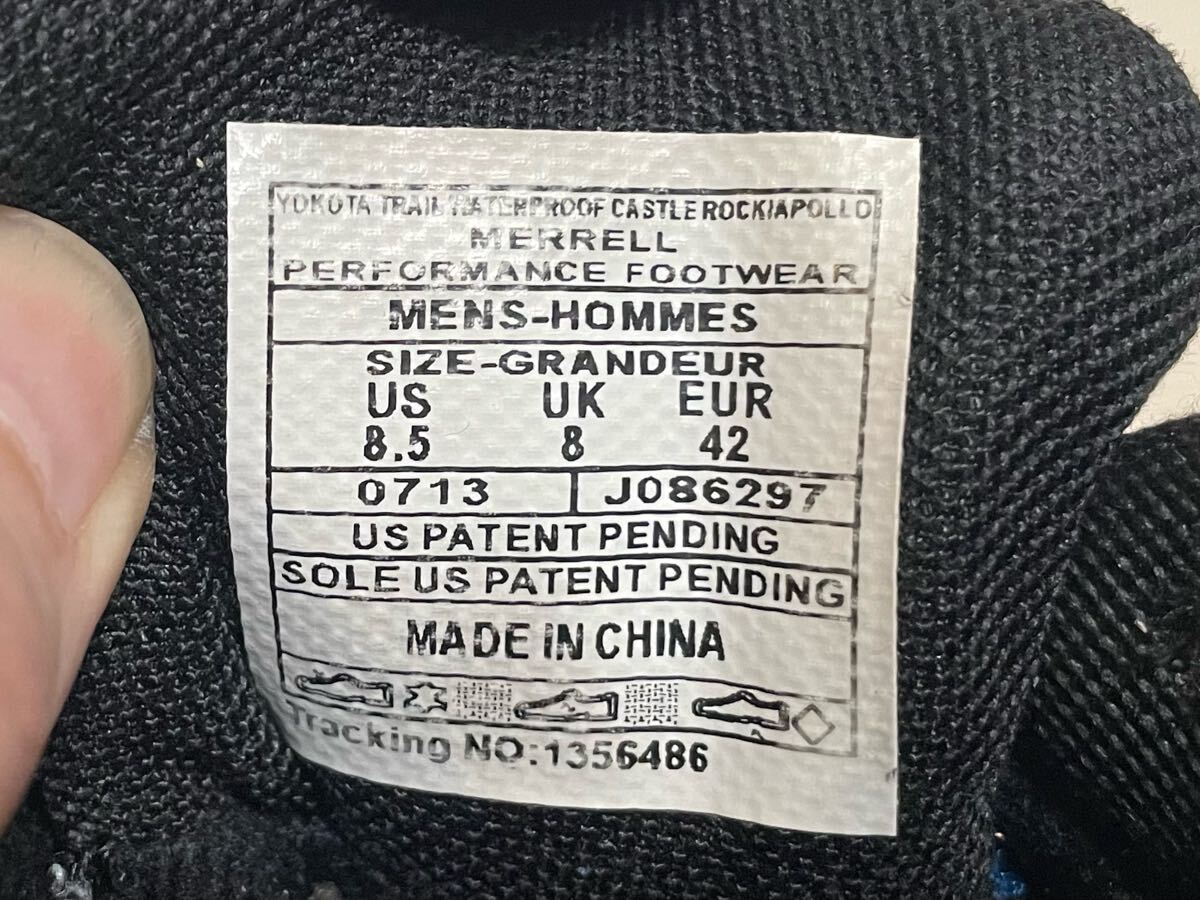 YOKOTA TRAIL WATERPROOF CASTLE ROCK/APOLLO
MERRELL
PERFORMANCE FOOTWEAR
MENS-HOMMES
SIZE-GRANDEUR
US UK EUR
8.5 8 42
0713 J086297
US PATENT PENDING
SOLE US PATENT PENDING
MADE IN CHINA
Tracking NO:1356486